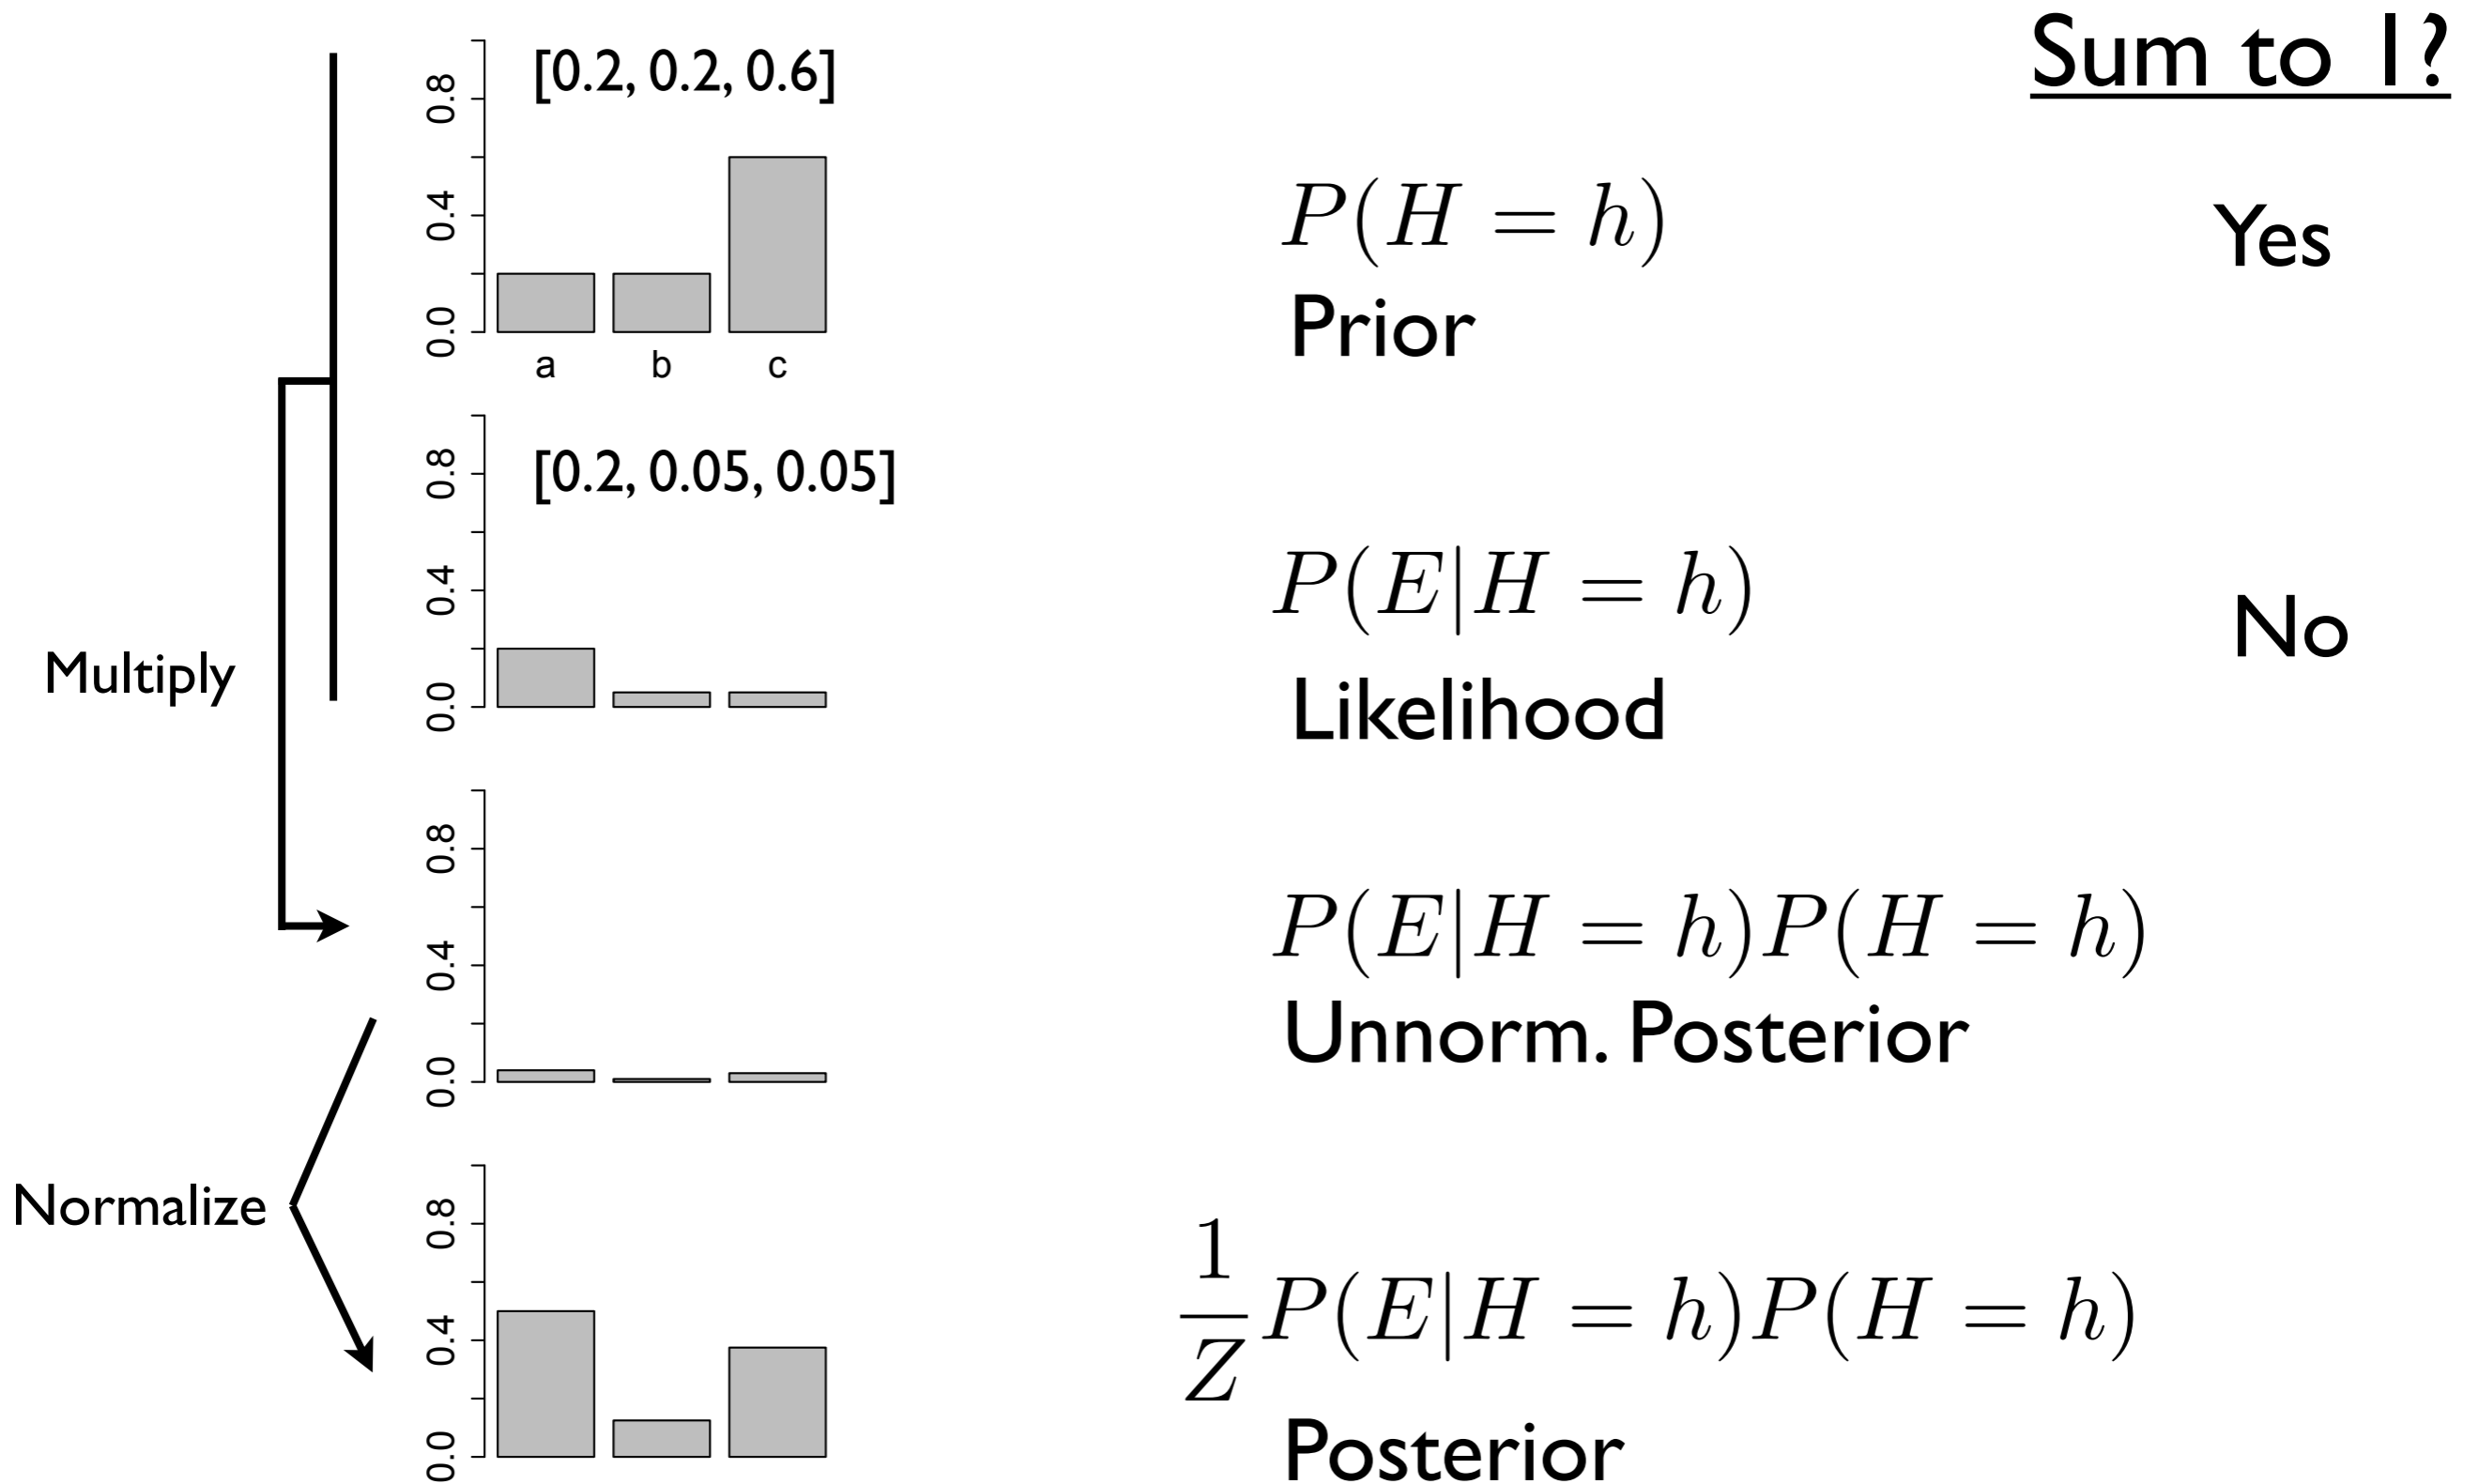 Sum to 1?
[0.2, 0.2, 0.6]
0.8
0.4
0.0
a b c
P(H = h)
Prior
Yes
[0.2, 0.05, 0.05]
0.8
0.4
0.0
P(E|H = h)
Likelihood
No
Multiply
0.8
0.4
0.0
P(E|H = h)P(H = h)
Unnorm. Posterior
Normalize
0.8
0.4
0.0
1
Z
P(E|H = h)P(H = h)
Posterior